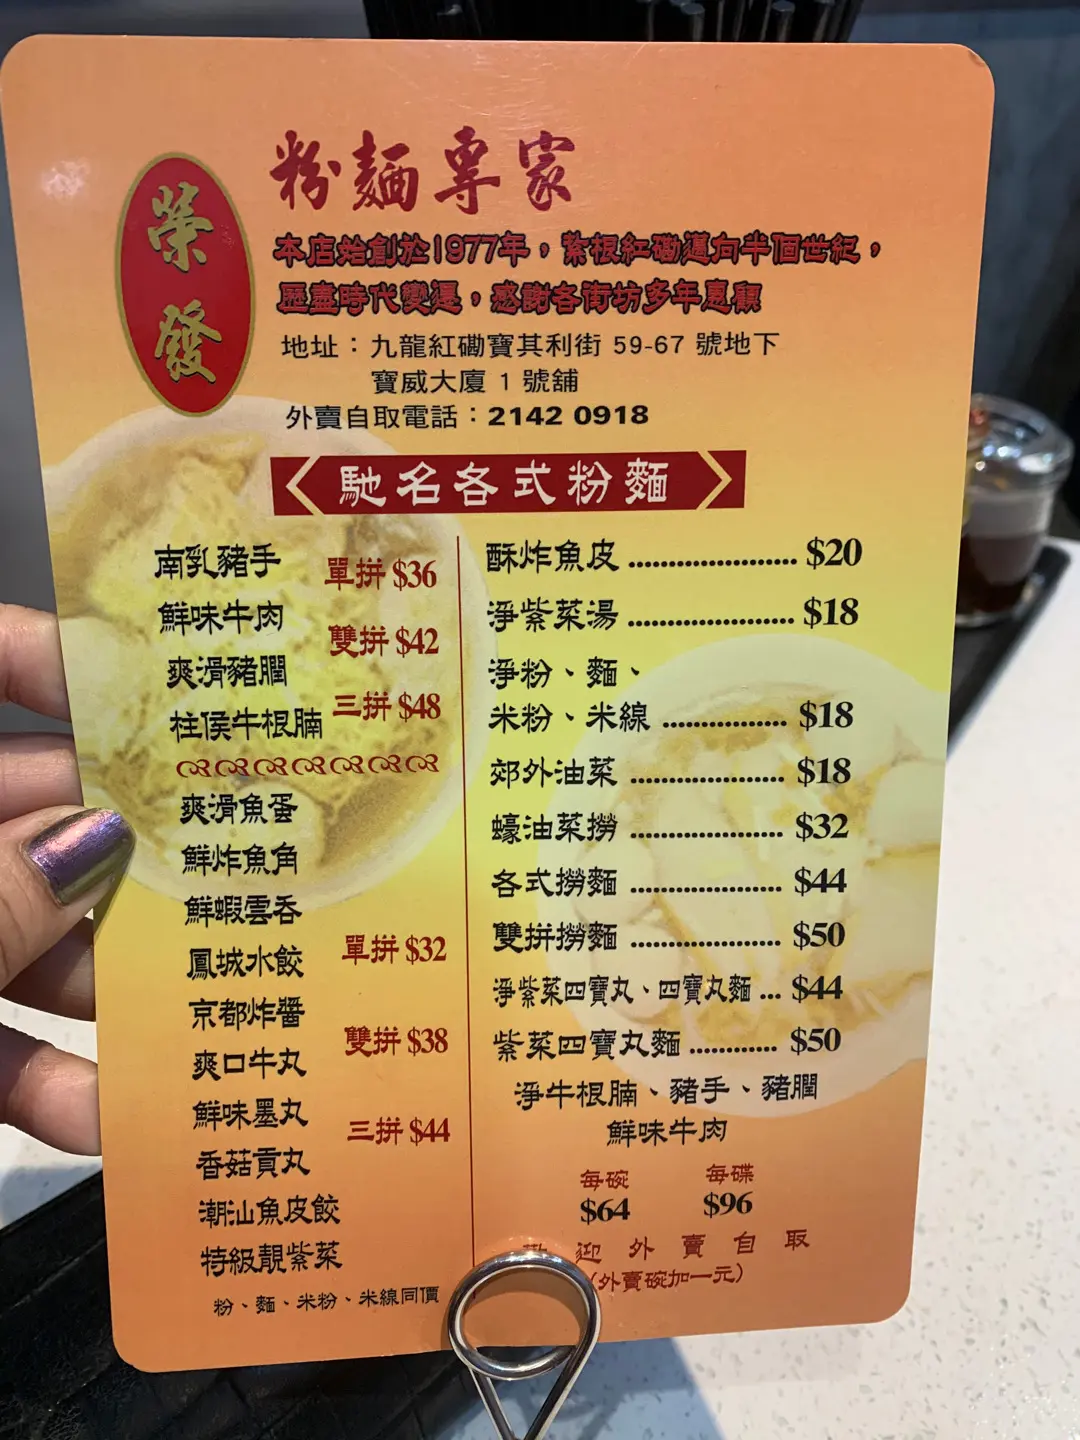 榮發
粉麵專家
本店始創於1977年，紮根紅磡邁向半個世紀，
歷盡時代變遷，感謝各街坊多年惠顧
地址：九龍紅磡寶其利街 59-67 號地下
寶威大廈 1 號舖
外賣自取電話：2142 0918
馳名各式粉麵
南乳豬手
鮮味牛肉
爽滑豬膶
柱侯牛根腩
單拼 $36
雙拼 $42
三拼 $48
爽滑魚蛋
鮮炸魚角
鮮蝦雲吞
鳳城水餃
京都炸醬
爽口牛丸
鮮味墨丸
香菇貢丸
潮汕魚皮餃
特級靚紫菜
單拼 $32
雙拼 $38
三拼 $44
粉、麵、米粉、米線同價
酥炸魚皮 ..................... $20
淨紫菜湯 ..................... $18
淨粉、麵、
米粉、米線 ................ $18
郊外油菜 ................... $18
蠔油菜撈 ................... $32
各式撈麵 ................... $44
雙拼撈麵 ................... $50
淨紫菜四寶丸、四寶丸麵 ... $44
紫菜四寶丸麵 ........... $50
淨牛根腩、豬手、豬膶
鮮味牛肉
每碗 每碟
$64 $96
迎外賣自取
(外賣碗加一元)